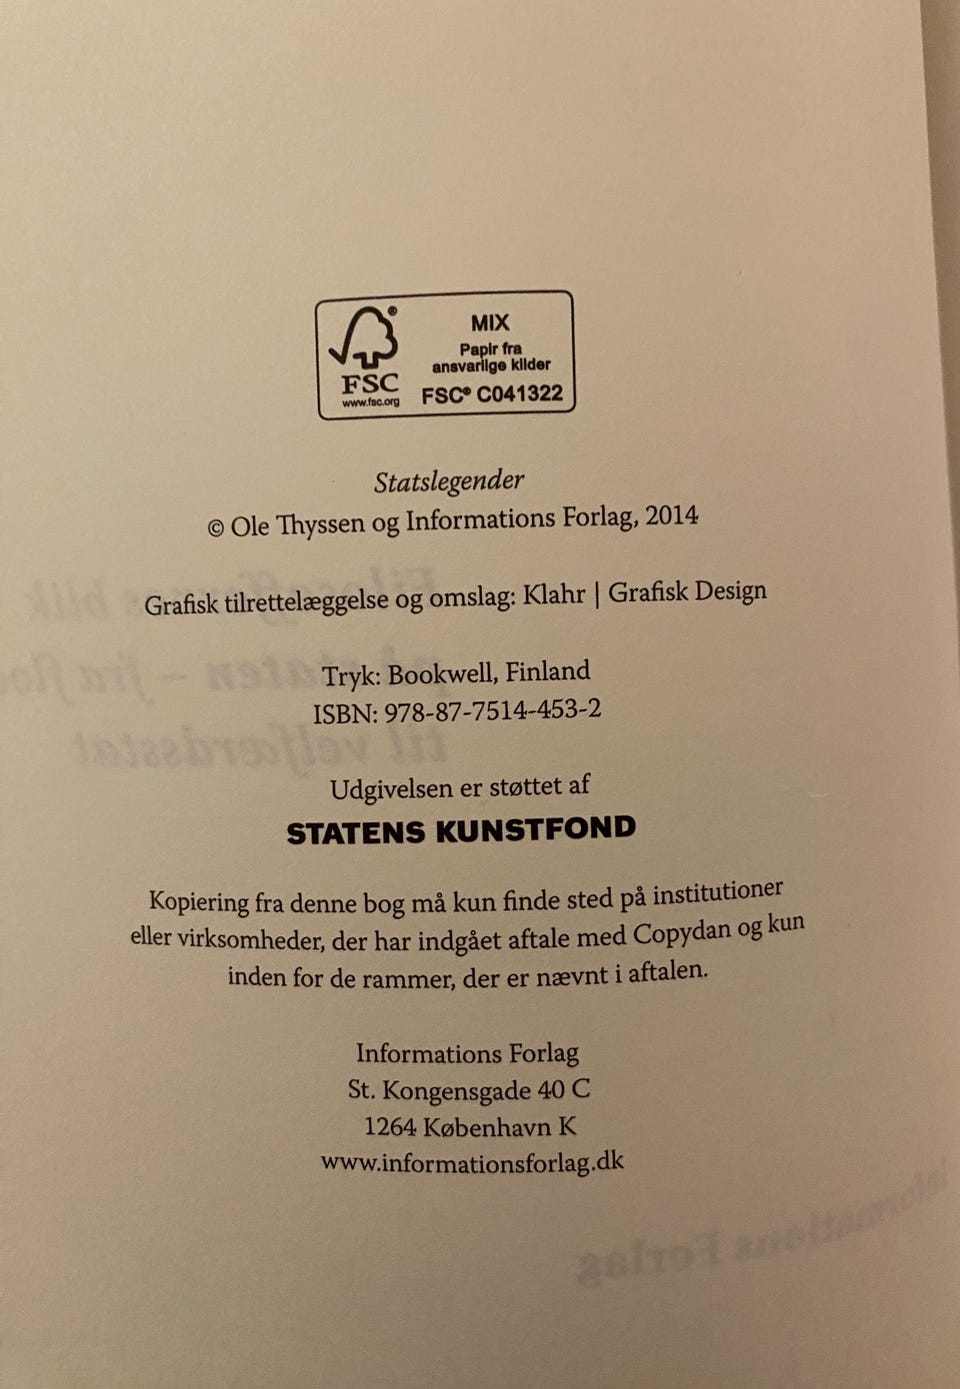 FSC
www.fsc.org
MIX
Papir fra
ansvarlige kilder
FSC® C041322
Statslegender
© Ole Thyssen og Informations Forlag, 2014
Grafisk tilrettelæggelse og omslag: Klahr | Grafisk Design
Tryk: Bookwell, Finland
ISBN: 978-87-7514-453-2
Udgivelsen er støttet af
STATENS KUNSTFOND
Kopiering fra denne bog må kun finde sted på institutioner
eller virksomheder, der har indgået aftale med Copydan og kun
inden for de rammer, der er nævnt i aftalen.
Informations Forlag
St. Kongensgade 40 C
1264 København K
www.informationsforlag.dk